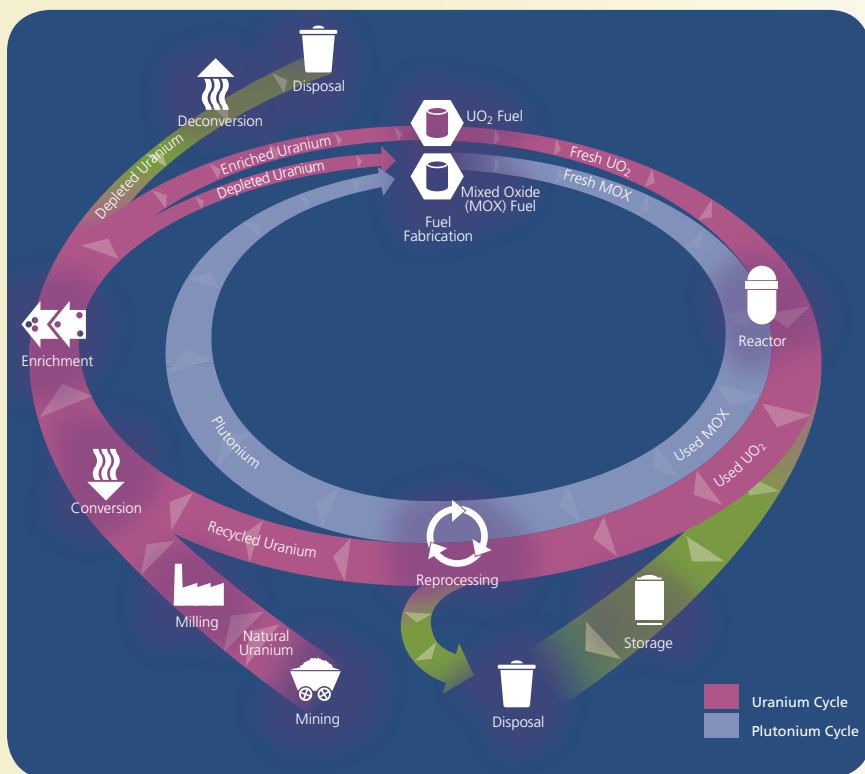 Disposal
Deconversion
Depleted Uranium
Enriched Uranium
Depleted Uranium
UO₂ Fuel
Mixed Oxide
(MOX) Fuel
Fuel
Fabrication
Fresh UO₂
Fresh MOX
Enrichment
Reactor
Plutonium
Used MOX
Used UO₂
Conversion
Recycled Uranium
Reprocessing
Milling
Natural
Uranium
Storage
Mining
Disposal
Uranium Cycle
Plutonium Cycle